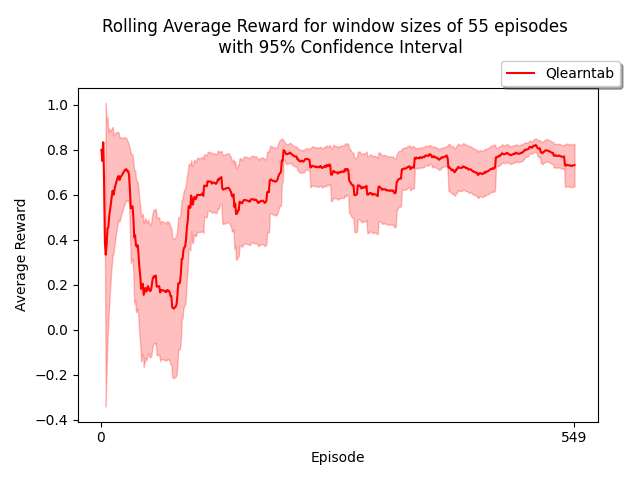 Rolling Average Reward for window sizes of 55 episodes
with 95% Confidence Interval
Qlearntab
1.0
0.8
0.6
0.4
0.2
0.0
−0.2
−0.4
Average Reward
0
549
Episode